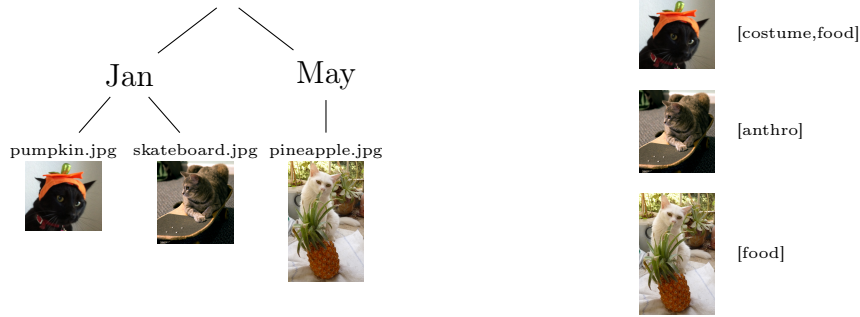 Jan
May
pumpkin.jpg
skateboard.jpg
pineapple.jpg
[costume,food]
[anthro]
[food]